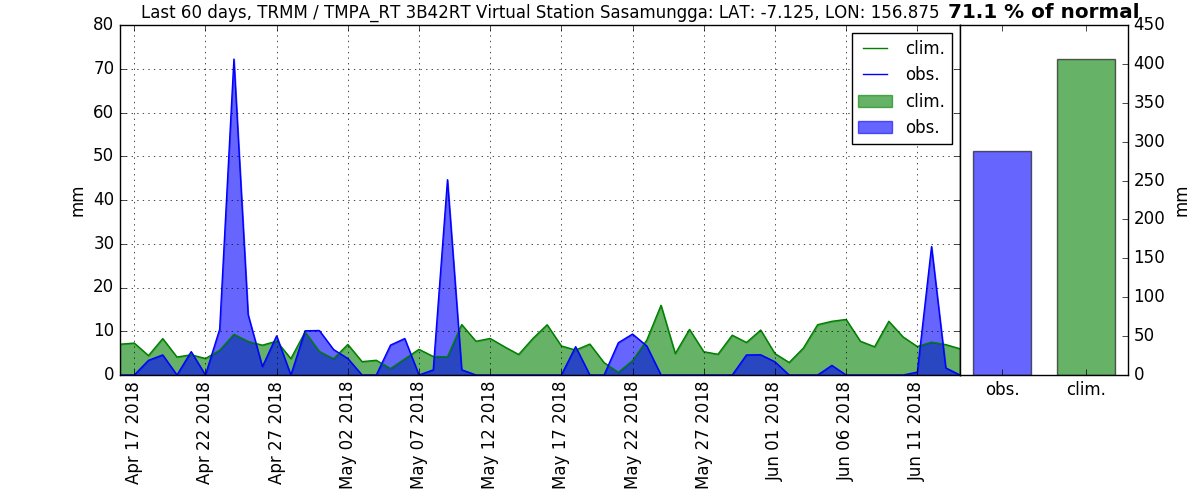 Last 60 days, TRMM / TMPA_RT 3B42RT Virtual Station Sasamungga: LAT: -7.125, LON: 156.875 71.1 % of normal
80
70
60
50
40
30
20
10
0
mm
clim.
obs.
clim.
obs.
450
400
350
300
250
200
150
100
50
0
mm
Apr 17 2018
Apr 22 2018
Apr 27 2018
May 02 2018
May 07 2018
May 12 2018
May 17 2018
May 22 2018
May 27 2018
Jun 01 2018
Jun 06 2018
Jun 11 2018
obs.
clim.